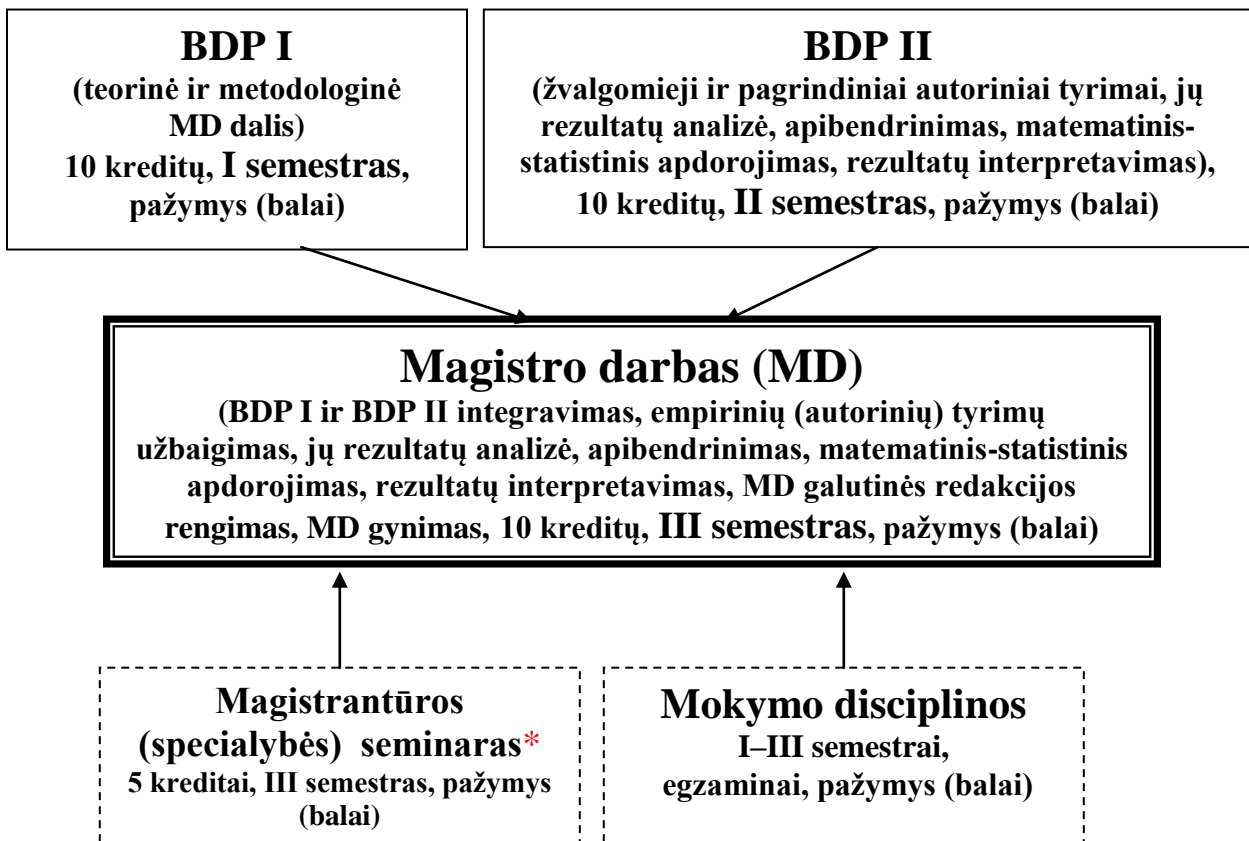 BDP I
(teorinė ir metodologinė
MD dalis)
10 kreditų, I semestras,
pažymys (balai)
BDP II
(žvalgomieji ir pagrindiniai autoriniai tyrimai, jų
rezultatų analizė, apibendrinimas, matematinis-
statistinis apdorojimas, rezultatų interpretavimas),
10 kreditų, II semestras, pažymys (balai)
Magistro darbas (MD)
(BDP I ir BDP II integravimas, empirinių (autorinių) tyrimų
užbaigimas, jų rezultatų analizė, apibendrinimas, matematinis-statistinis
apdorojimas, rezultatų interpretavimas, MD galutinės redakcijos
rengimas, MD gynimas, 10 kreditų, III semestras, pažymys (balai)
Magistrantūros
(specialybės) seminaras*
5 kreditai, III semestras, pažymys
(balai)
Mokymo disciplinos
I–III semestrai,
egzaminai, pažymys (balai)